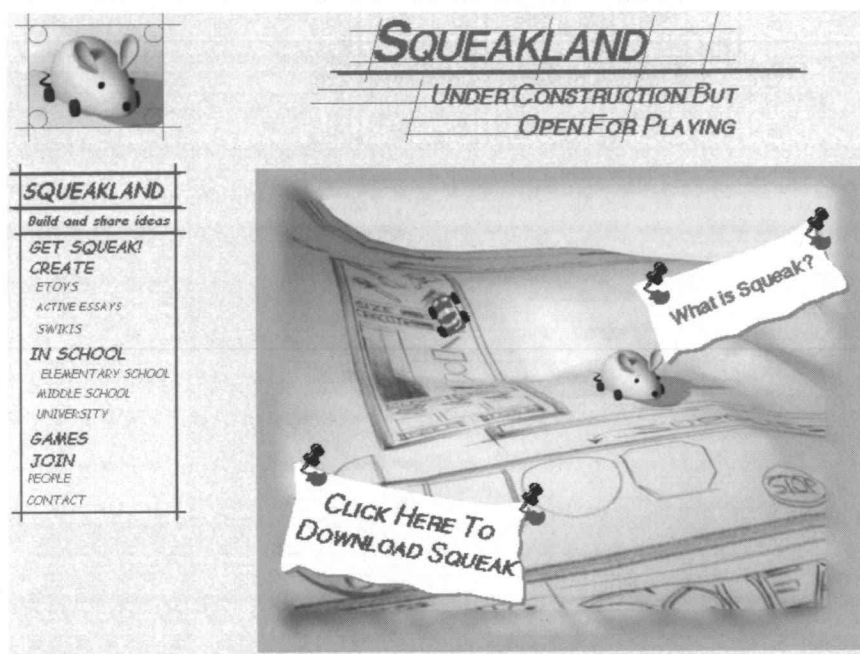 SQUEAKLAND
UNDER CONSTRUCTION BUT
OPEN FOR PLAYING
SQUEAKLAND
Build and share ideas
GET SQUEAK!
CREATE
ETOYS
ACTIVE ESSAYS
SWIKIS
IN SCHOOL
ELEMENTARY SCHOOL
MIDDLE SCHOOL
UNIVERSITY
GAMES
JOIN
PEOPLE
CONTACT
What is Squeak?
STOP
CLICK HERE TO
DOWNLOAD SQUEAK